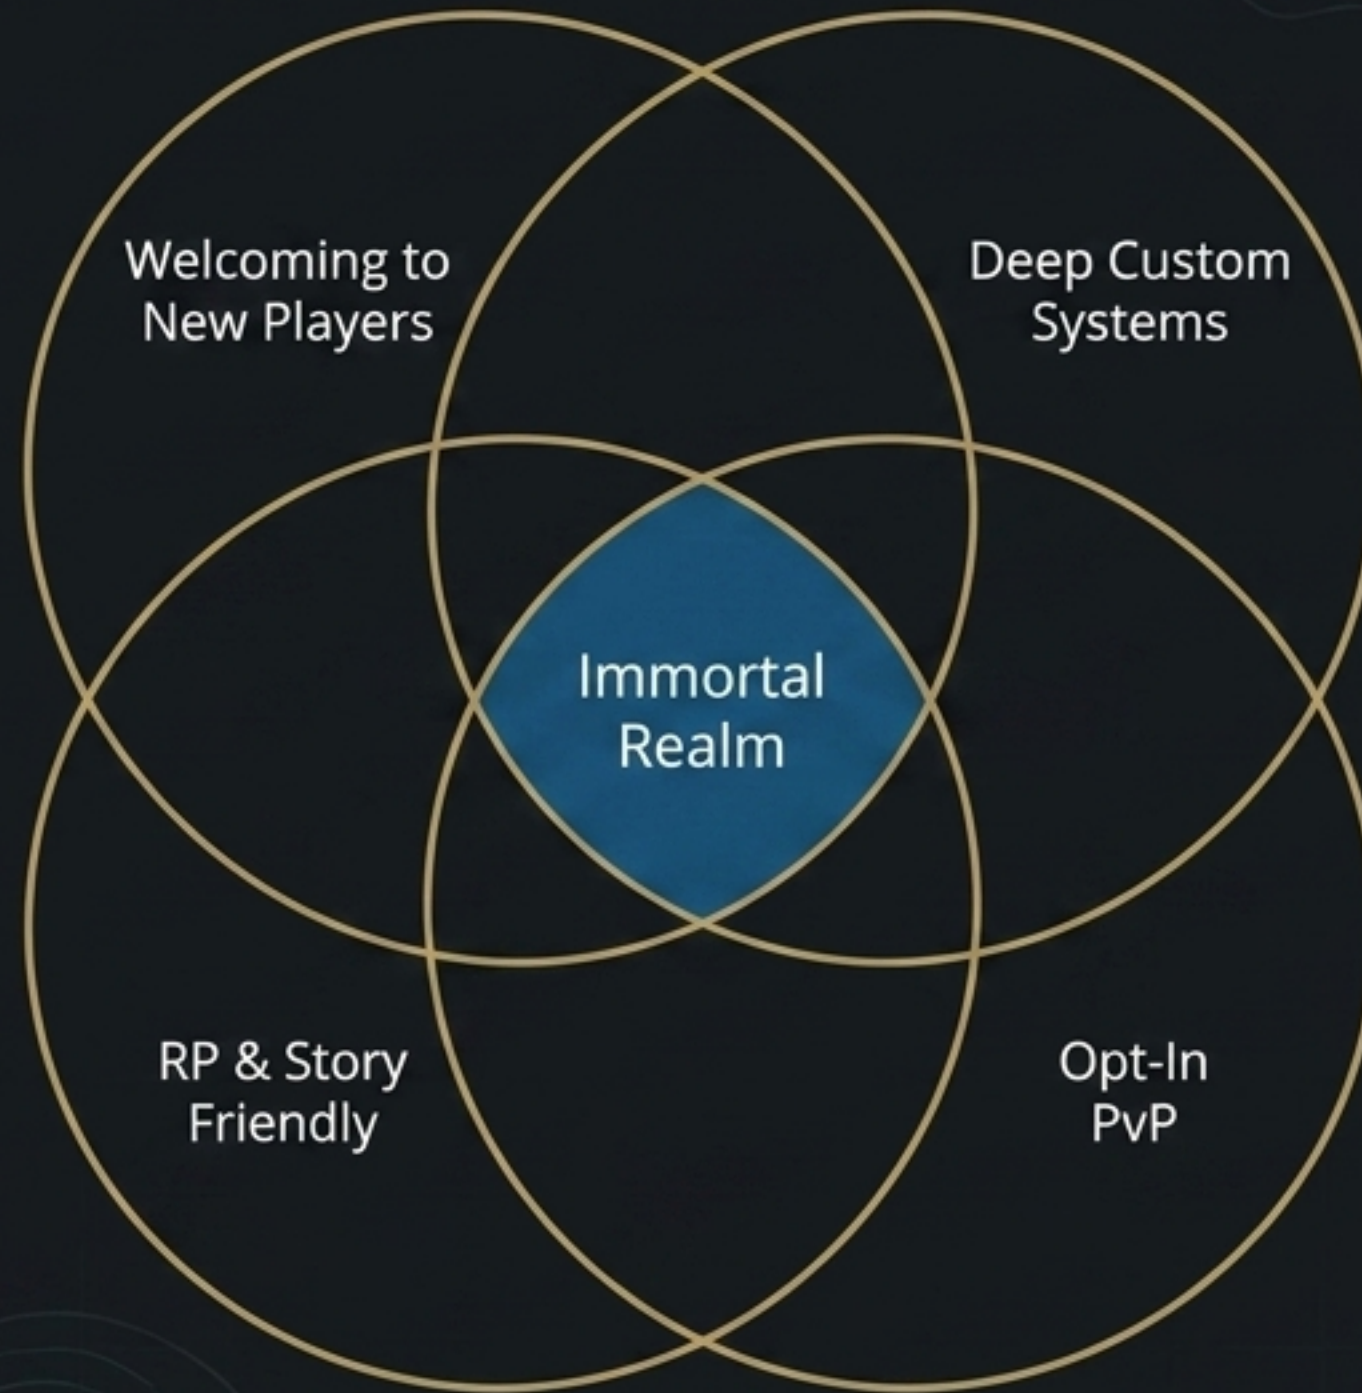 Welcoming to
New Players
Deep Custom
Systems
Immortal
Realm
RP & Story
Friendly
Opt-In
PvP